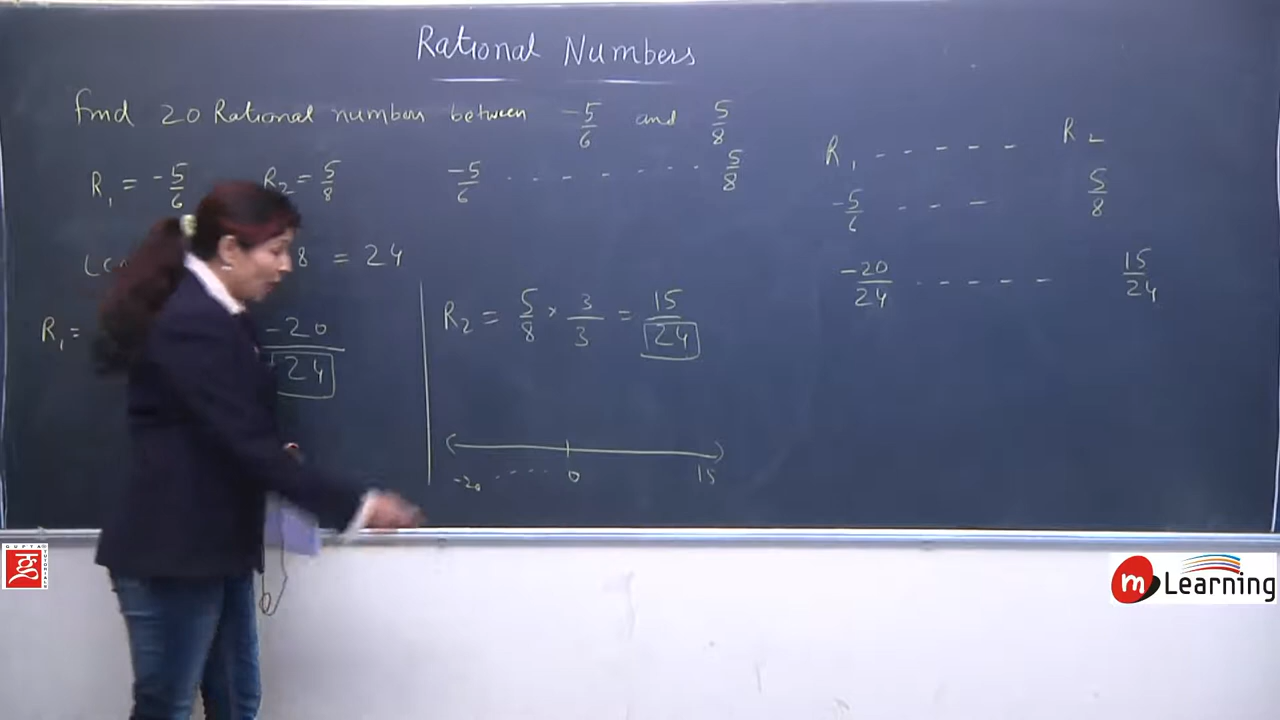 Rational Numbers
Find 20 Rational numbers between -5/6 and 5/8
R₁ = -5/6 R₂ = 5/8
-5/6 . - - - - - . . . . 5/8
8 = 24
R₁ =
-20/24
R₂ = 5/8 × 3/3 = 15/24
-20 . - - - . . 0 15
R₁ . - - - - - R₂
-5/6 . - - - 5/8
-20/24 . . - - - - - 15/24
GUPTA TUTORIALS
m Learning